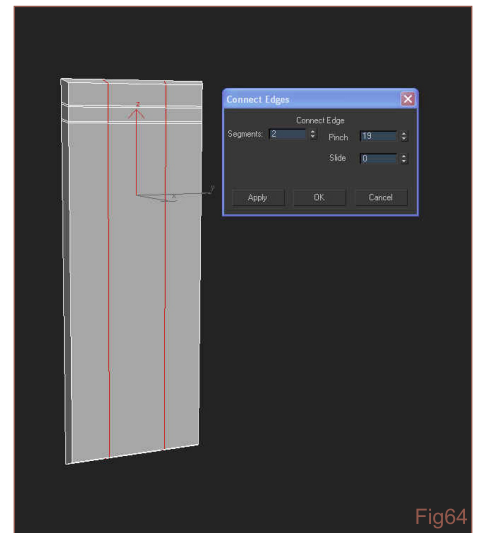 Connect Edges
Connect Edge
Segments: 2 Pinch 19
Slide 0
Apply OK Cancel
z
x
y
Fig64